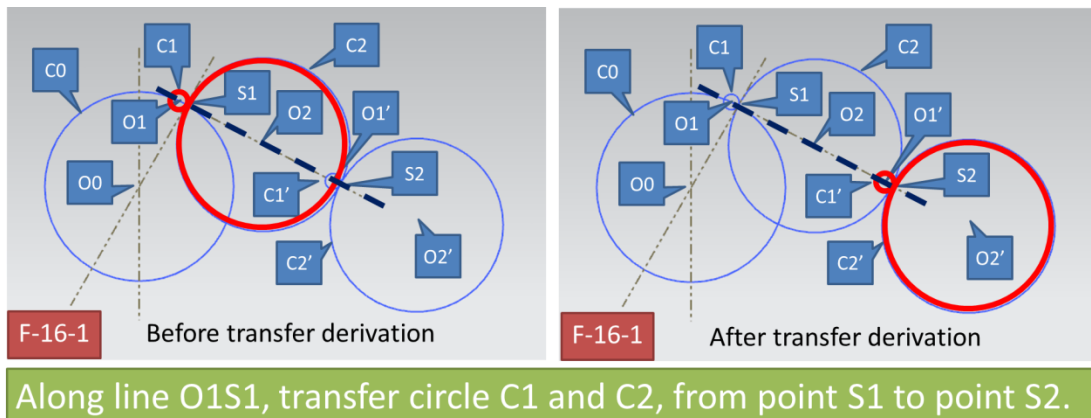 C1
C2
C0
S1
O1
O2
O1’
O0
S2
C1’
C2’
O2’
F-16-1
Before transfer derivation
C1
C2
C0
S1
O1
O2
O1’
O0
S2
C1’
C2’
O2’
F-16-1
After transfer derivation
Along line O1S1, transfer circle C1 and C2, from point S1 to point S2.